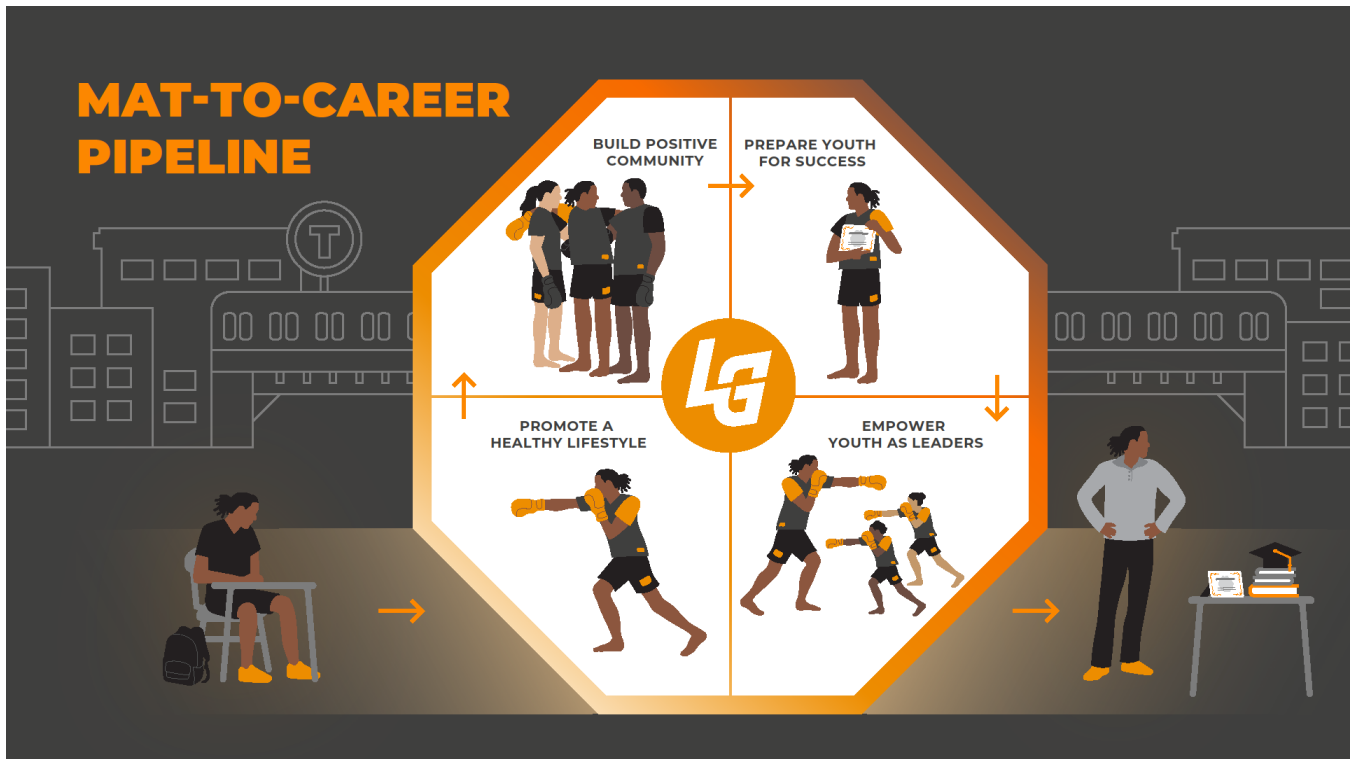 MAT-TO-CAREER
PIPELINE
T
BUILD POSITIVE
COMMUNITY
PREPARE YOUTH
FOR SUCCESS
LG
PROMOTE A
HEALTHY LIFESTYLE
EMPOWER
YOUTH AS LEADERS